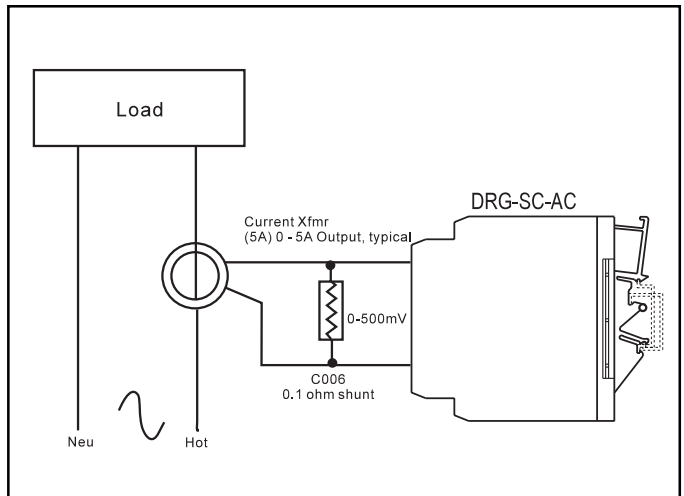 Load
DRG-SC-AC
Current Xfmr
(5A) 0 - 5A Output, typical
0-500mV
C006
0.1 ohm shunt
Neu
Hot